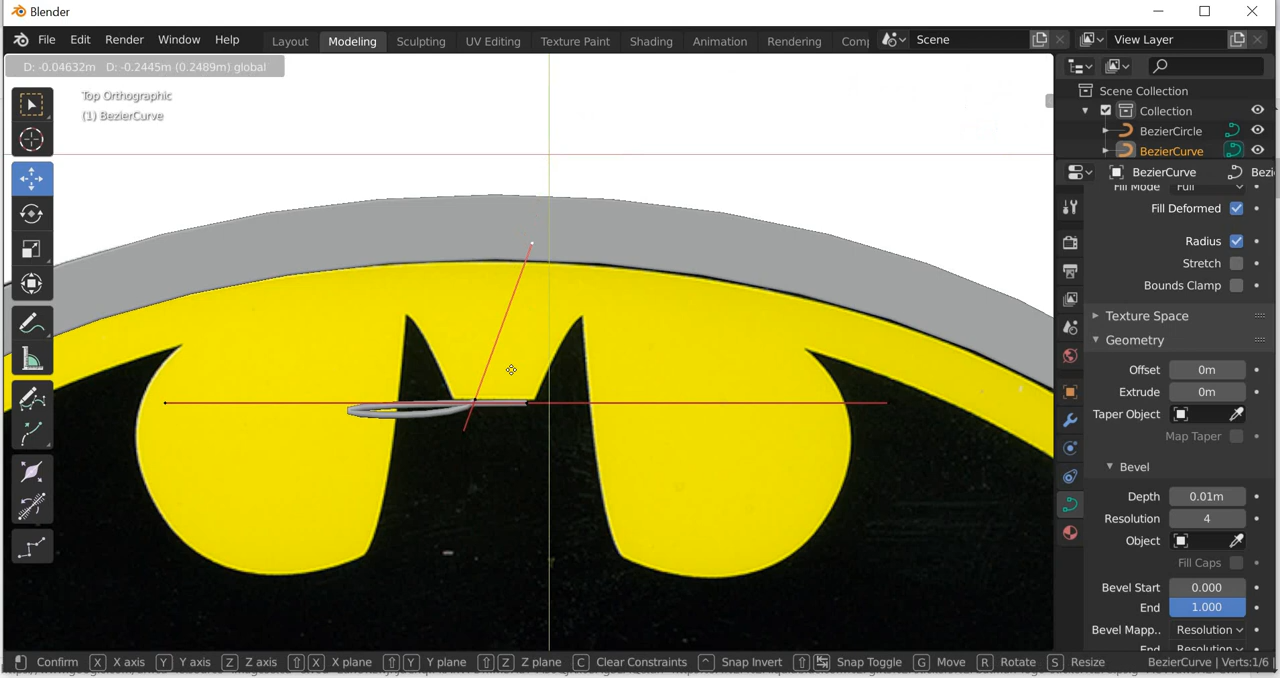 Blender
File Edit Render Window Help Layout Modeling Sculpting UV Editing Texture Paint Shading Animation Rendering Comp Scene View Layer
D: -0.04632m D: -0.2445m (0.2489m) global
Top Orthographic
(1) BezierCurve
Scene Collection
Collection
BezierCircle
BezierCurve
BezierCurve Bezi
Fill Mode Full
Fill Deformed
Radius
Stretch
Bounds Clamp
Texture Space
Geometry
Offset 0m
Extrude 0m
Taper Object
Map Taper
Bevel
Depth 0.01m
Resolution 4
Object
Fill Caps
Bevel Start 0.000
End 1.000
Bevel Mapp.. Resolution
End Resolution
Confirm X X axis Y Y axis Z Z axis X X plane Y Y plane Z Z plane C Clear Constraints ^ Snap Invert Snap Toggle G Move R Rotate S Resize BezierCurve | Verts:1/6 |